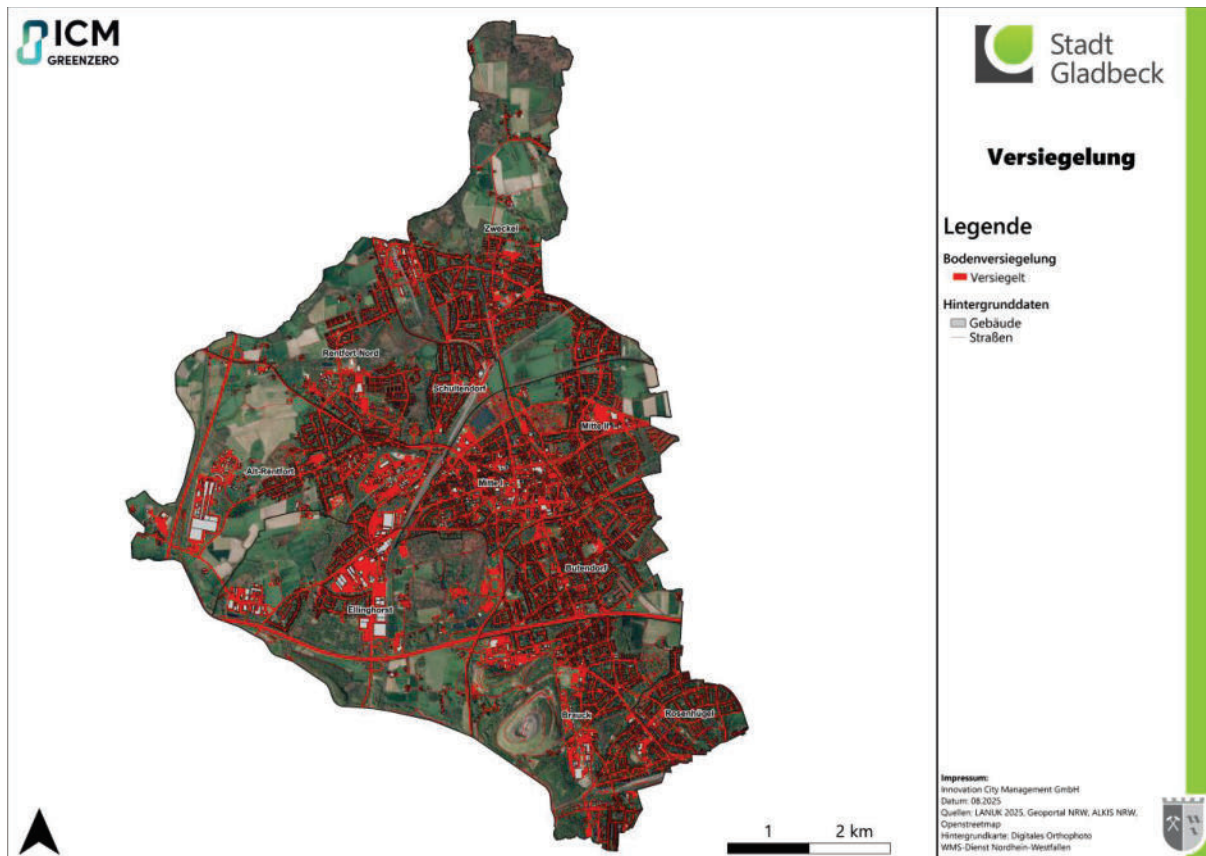 ICM
GREENZERO
Stadt
Gladbeck
Versiegelung
Legende
Bodenversiegelung
Versiegelt
Hintergrunddaten
Gebäude
Straßen
Zweckel
Rentfort-Nord
Schultendorf
Mitte II
Alt-Rentfort
Mitte I
Butendorf
Ellinghorst
Brauck
Rosenhügel
1 2 km
Impressum:
Innovation City Management GmbH
Datum: 08.2025
Quellen: LANUK 2025, Geoportal NRW, ALKIS NRW,
Openstreetmap
Hintergrundkarte: Digitales Orthophoto
WMS-Dienst Nordhein-Westfallen